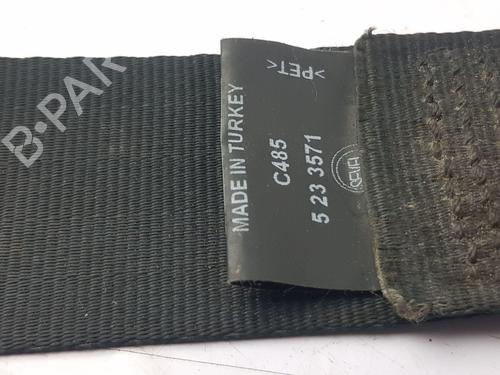 MADE IN TURKEY
C485
5 23 3571
>PET<
B·PAR